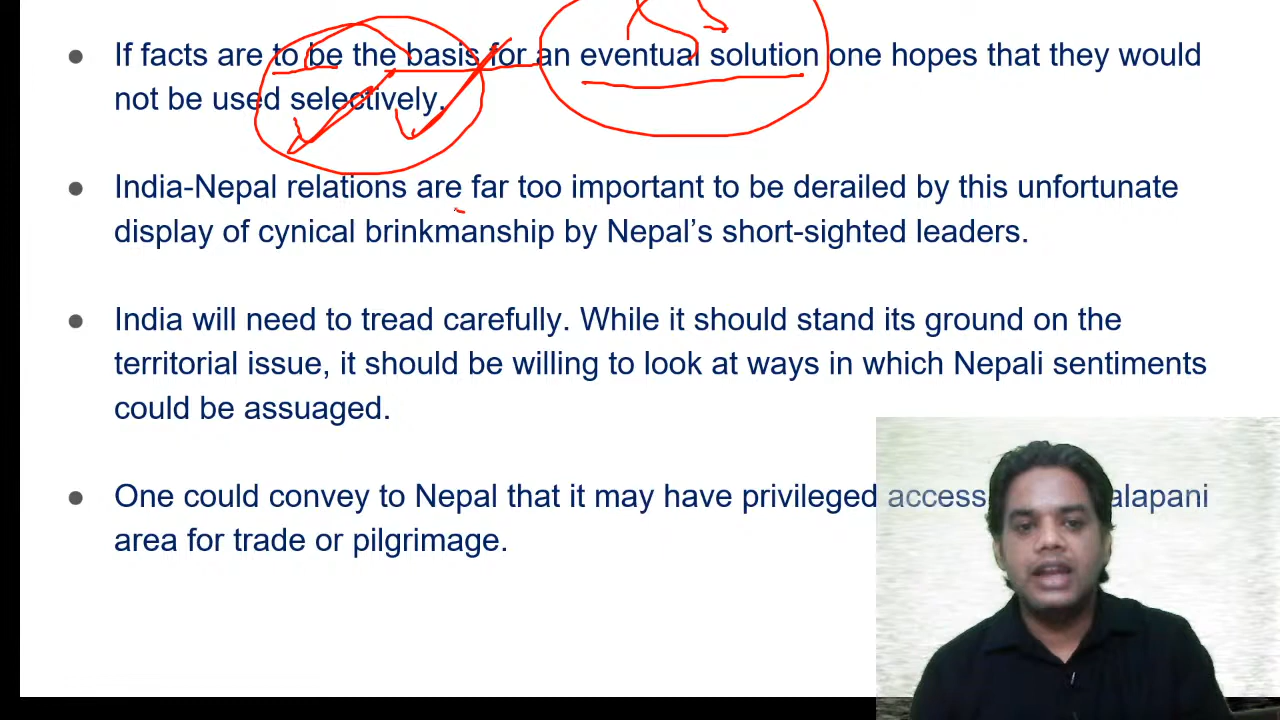 If facts are to be the basis for an eventual solution one hopes that they would
not be used selectively.
India-Nepal relations are far too important to be derailed by this unfortunate
display of cynical brinkmanship by Nepal's short-sighted leaders.
India will need to tread carefully. While it should stand its ground on the
territorial issue, it should be willing to look at ways in which Nepali sentiments
could be assuaged.
One could convey to Nepal that it may have privileged access alapani
area for trade or pilgrimage.